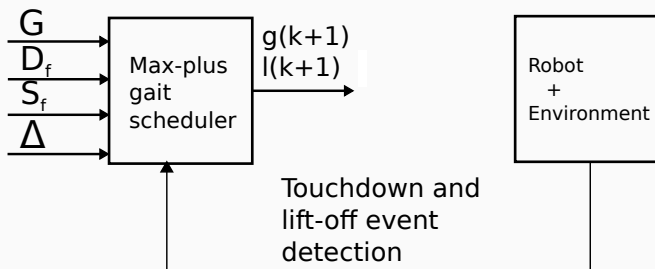 G
D_f
S_f
Δ
Max-plus
gait
scheduler
g(k+1)
l(k+1)
Robot
+
Environment
Touchdown and
lift-off event
detection